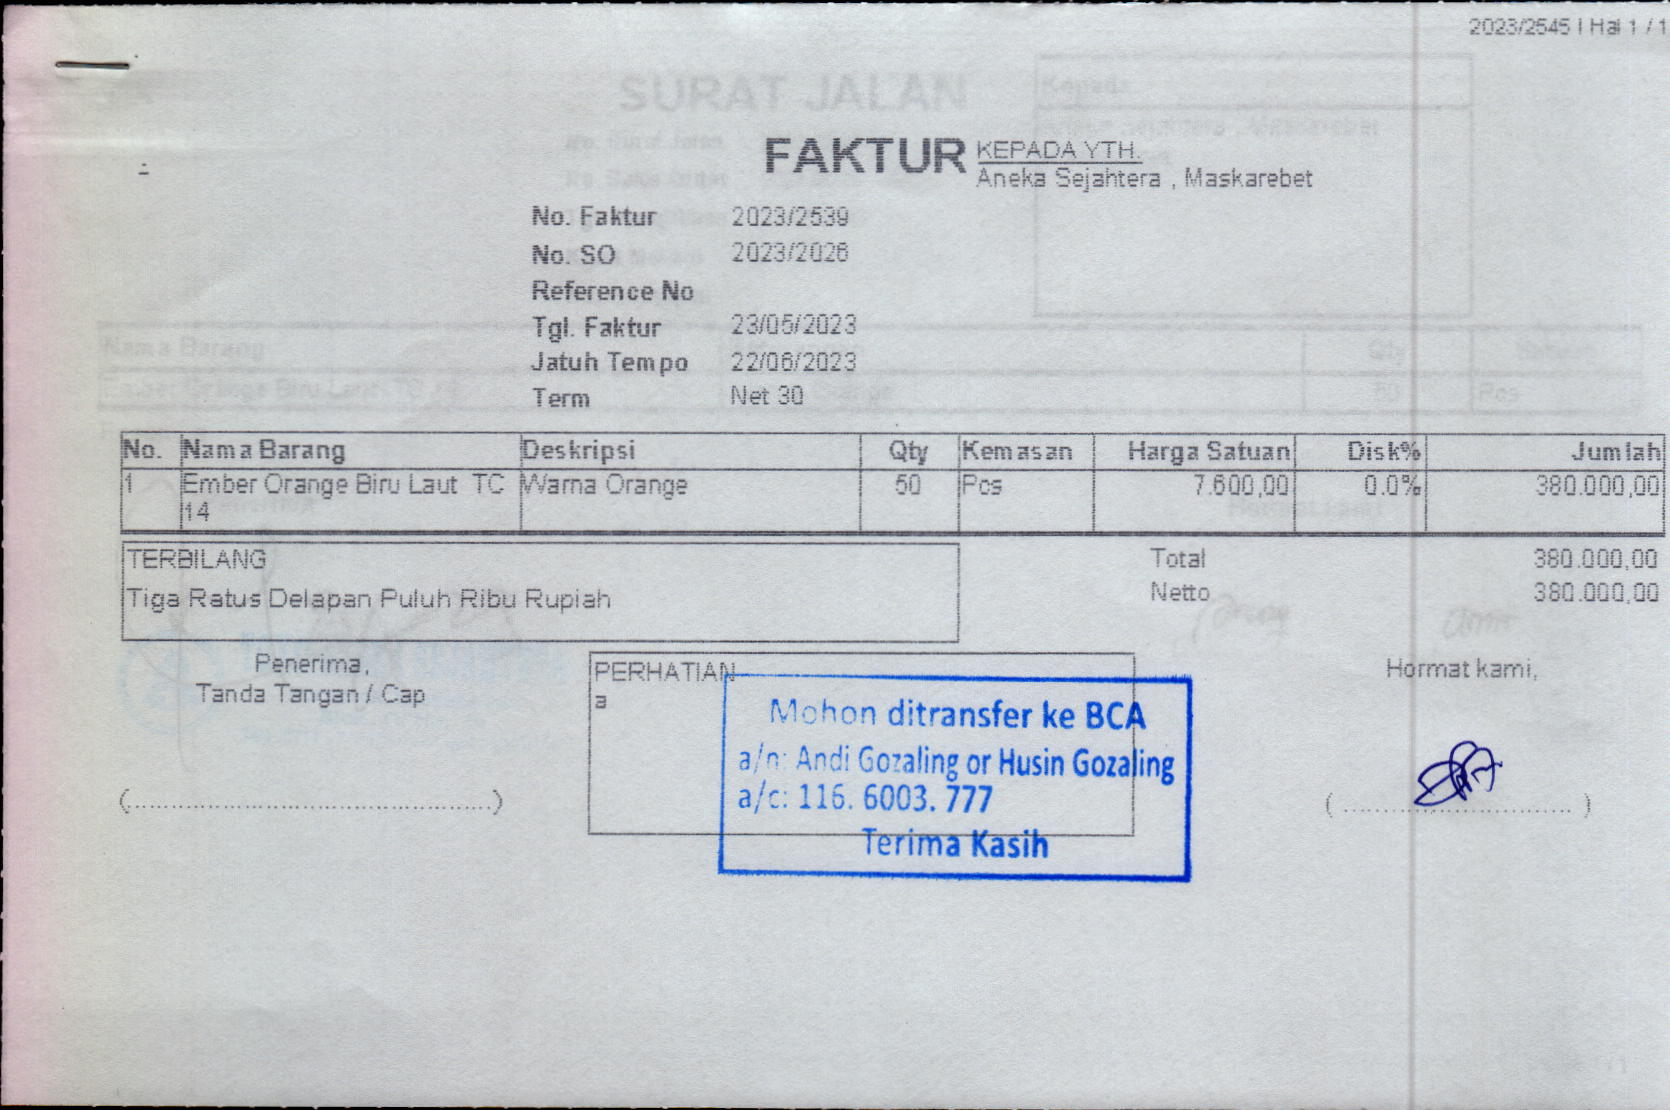 2023/2545 | Hal 1 / 1
SURAT JALAN
Kepada
FAKTUR
KEPADA YTH.
Aneka Sejahtera , Maskarebet
No. Faktur 2023/2539
No. SO 2023/2026
Reference No
Tgl. Faktur 23/05/2023
Jatuh Tempo 22/06/2023
Term Net 30
No. Nama Barang Deskripsi Qty Kemasan Harga Satuan Disk% Jumlah
1 Ember Orange Biru Laut TC Warna Orange 50 Pcs 7.600,00 0.0% 380.000,00
14
TERBILANG
Tiga Ratus Delapan Puluh Ribu Rupiah
Total 380.000,00
Netto 380.000,00
Penerima,
Tanda Tangan / Cap
PERHATIAN
a
Hormat kami,
Mohon ditransfer ke BCA
a/n: Andi Gozaling or Husin Gozaling
a/c: 116. 6003. 777
Terima Kasih